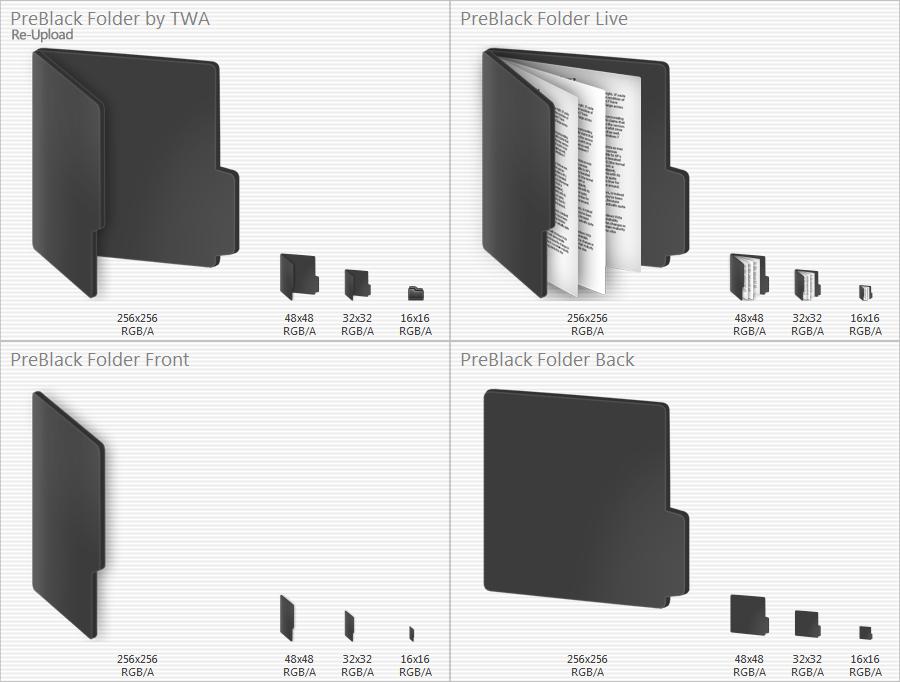 PreBlack Folder by TWA
Re-Upload
256x256
RGB/A
48x48
RGB/A
32x32
RGB/A
16x16
RGB/A
PreBlack Folder Live
256x256
RGB/A
48x48
RGB/A
32x32
RGB/A
16x16
RGB/A
PreBlack Folder Front
256x256
RGB/A
48x48
RGB/A
32x32
RGB/A
16x16
RGB/A
PreBlack Folder Back
256x256
RGB/A
48x48
RGB/A
32x32
RGB/A
16x16
RGB/A